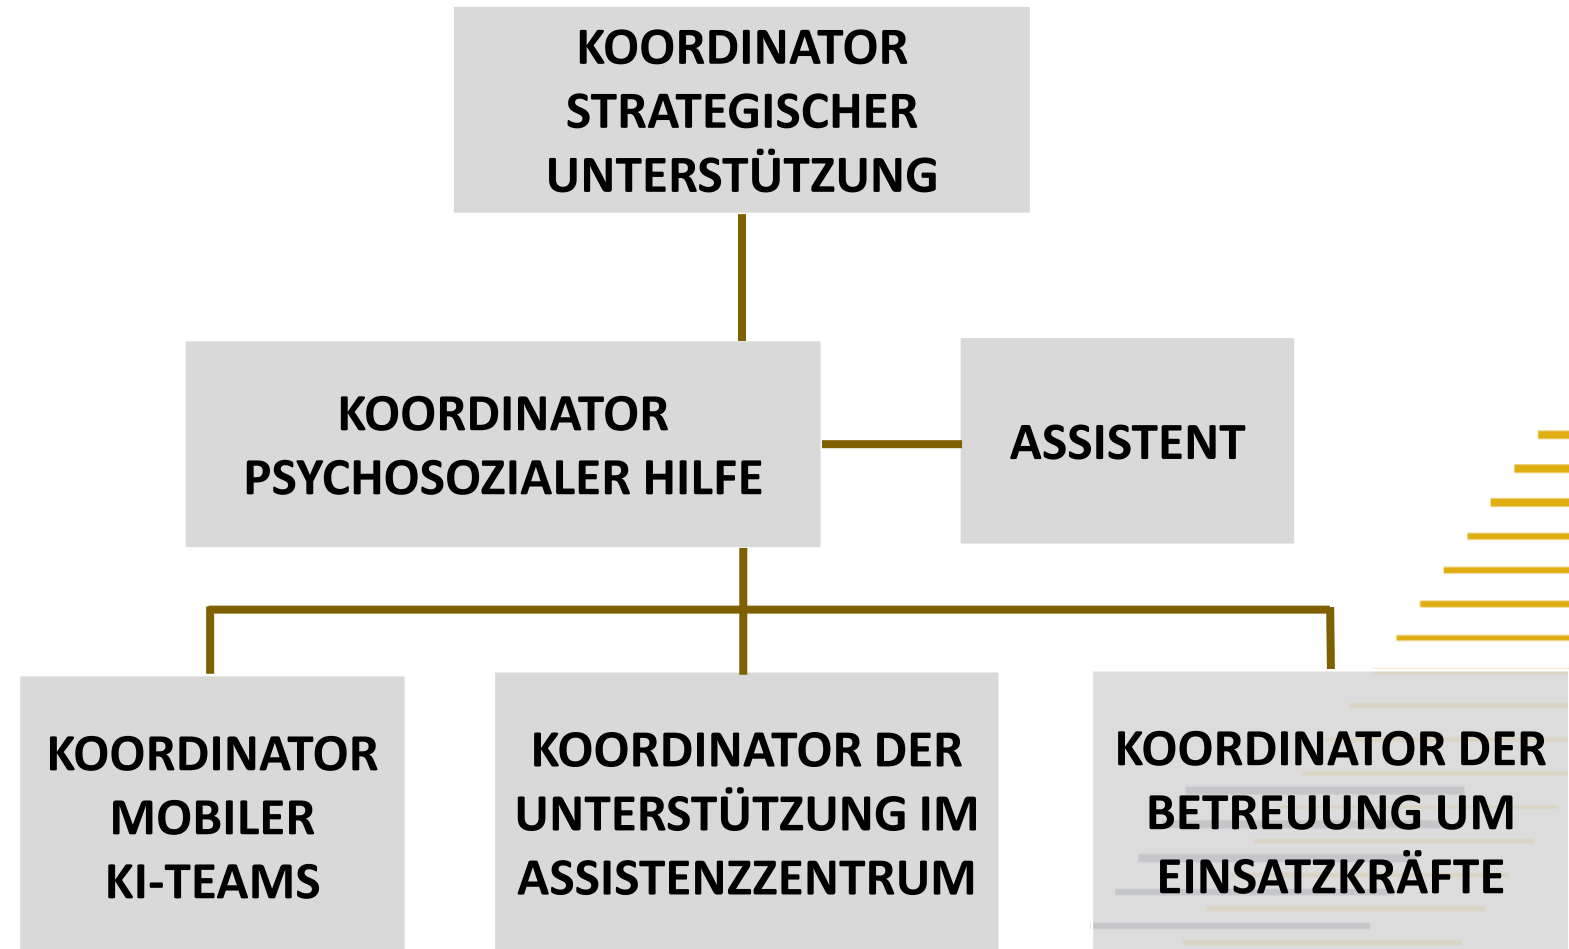 KOORDINATOR
STRATEGISCHER
UNTERSTÜTZUNG
KOORDINATOR
PSYCHOSOZIALER HILFE
ASSISTENT
KOORDINATOR
MOBILER
KI-TEAMS
KOORDINATOR DER
UNTERSTÜTZUNG IM
ASSISTENZZENTRUM
KOORDINATOR DER
BETREUUNG UM
EINSATZKRÄFTE